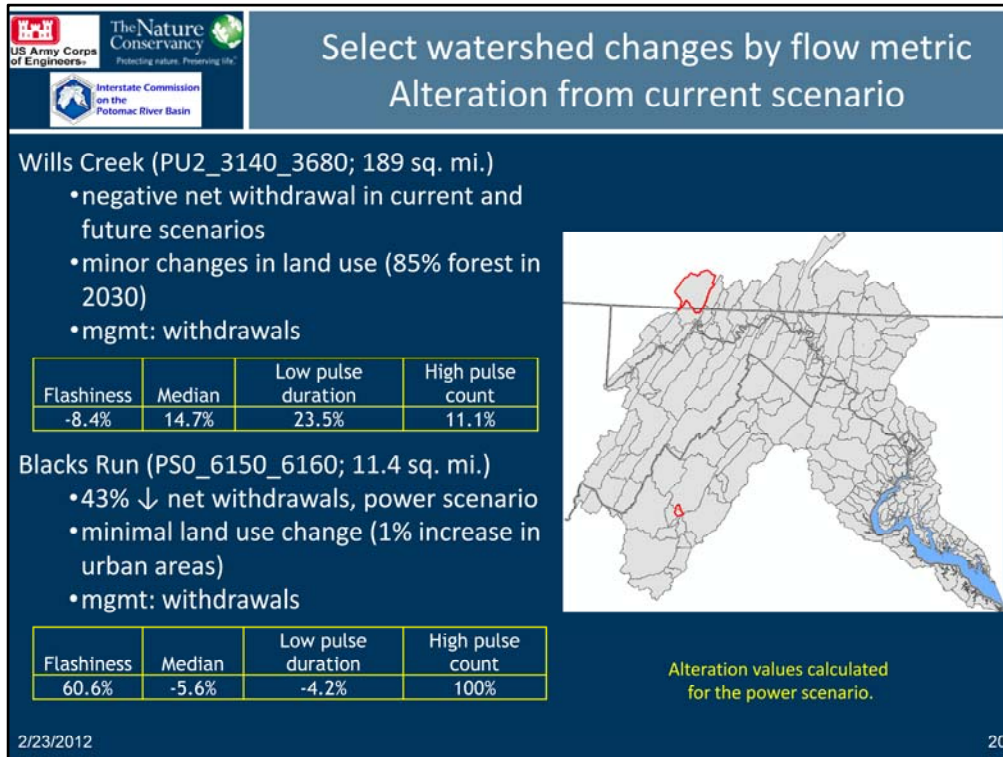 US Army Corps
of Engineers®
The Nature
Conservancy
Protecting nature. Preserving life.™
Interstate Commission
on the
Potomac River Basin
Select watershed changes by flow metric
Alteration from current scenario
Wills Creek (PU2_3140_3680; 189 sq. mi.)
•negative net withdrawal in current and
future scenarios
•minor changes in land use (85% forest in
2030)
•mgmt: withdrawals
Flashiness Median Low pulse duration High pulse count
-8.4% 14.7% 23.5% 11.1%
Blacks Run (PS0_6150_6160; 11.4 sq. mi.)
•43% ↓ net withdrawals, power scenario
•minimal land use change (1% increase in
urban areas)
•mgmt: withdrawals
Flashiness Median Low pulse duration High pulse count
60.6% -5.6% -4.2% 100%
Alteration values calculated
for the power scenario.
2/23/2012
20